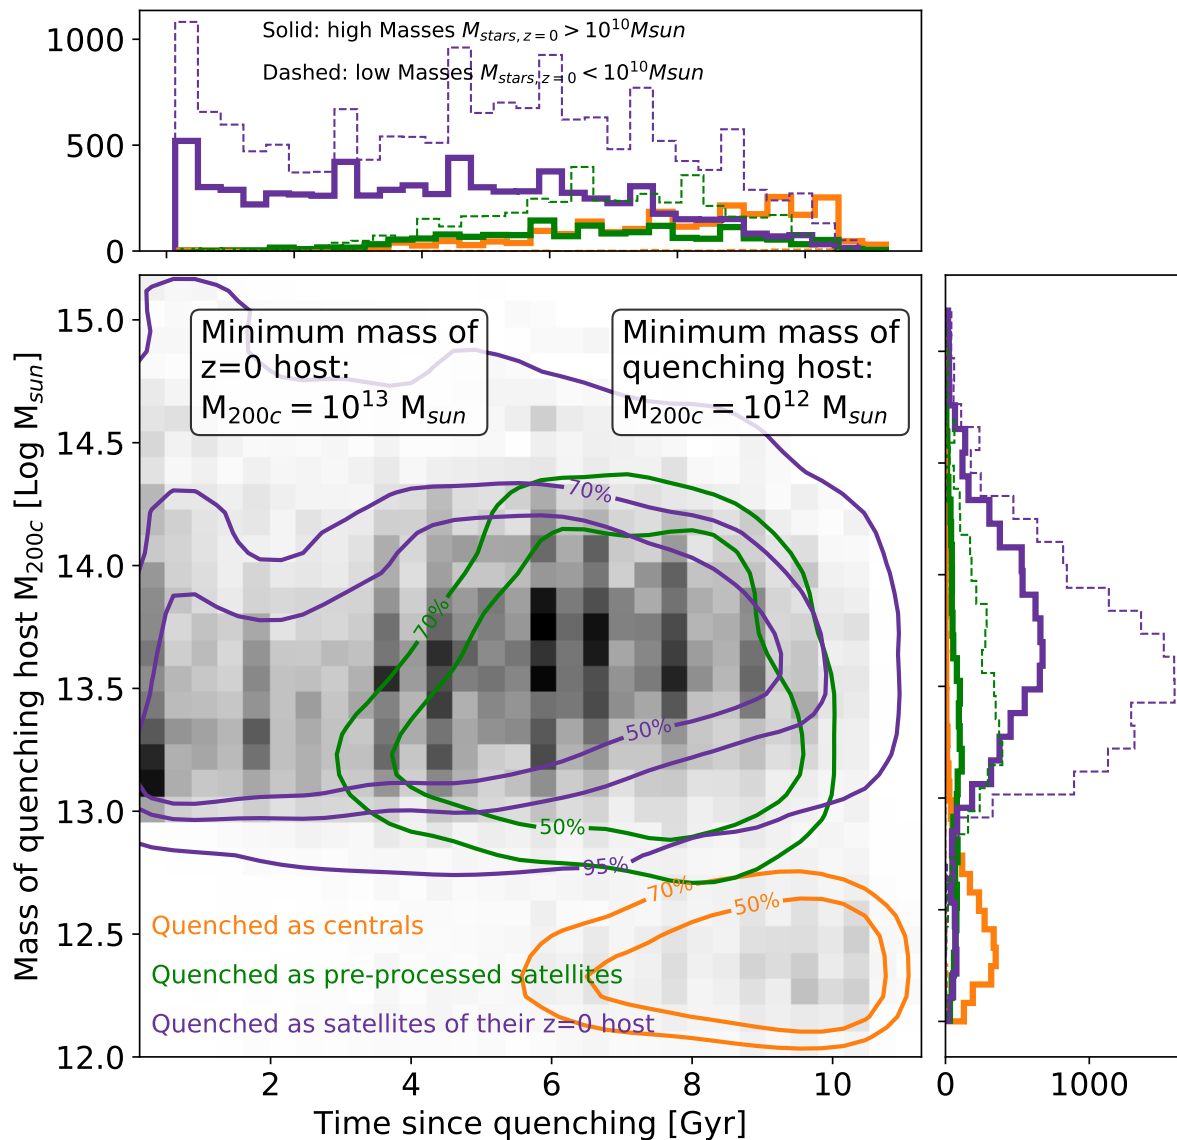 1000
500
0
Solid: high Masses M_{stars, z=0} > 10^{10} Msun
Dashed: low Masses M_{stars, z=0} < 10^{10} Msun
15.0
14.5
14.0
13.5
13.0
12.5
12.0
Mass of quenching host M_{200c} [Log M_{sun}]
Minimum mass of
z=0 host:
M_{200c} = 10^{13} M_{sun}
Minimum mass of
quenching host:
M_{200c} = 10^{12} M_{sun}
70%
70%
50%
50%
95%
70%
50%
Quenched as centrals
Quenched as pre-processed satellites
Quenched as satellites of their z=0 host
2
4
6
8
10
Time since quenching [Gyr]
0
1000